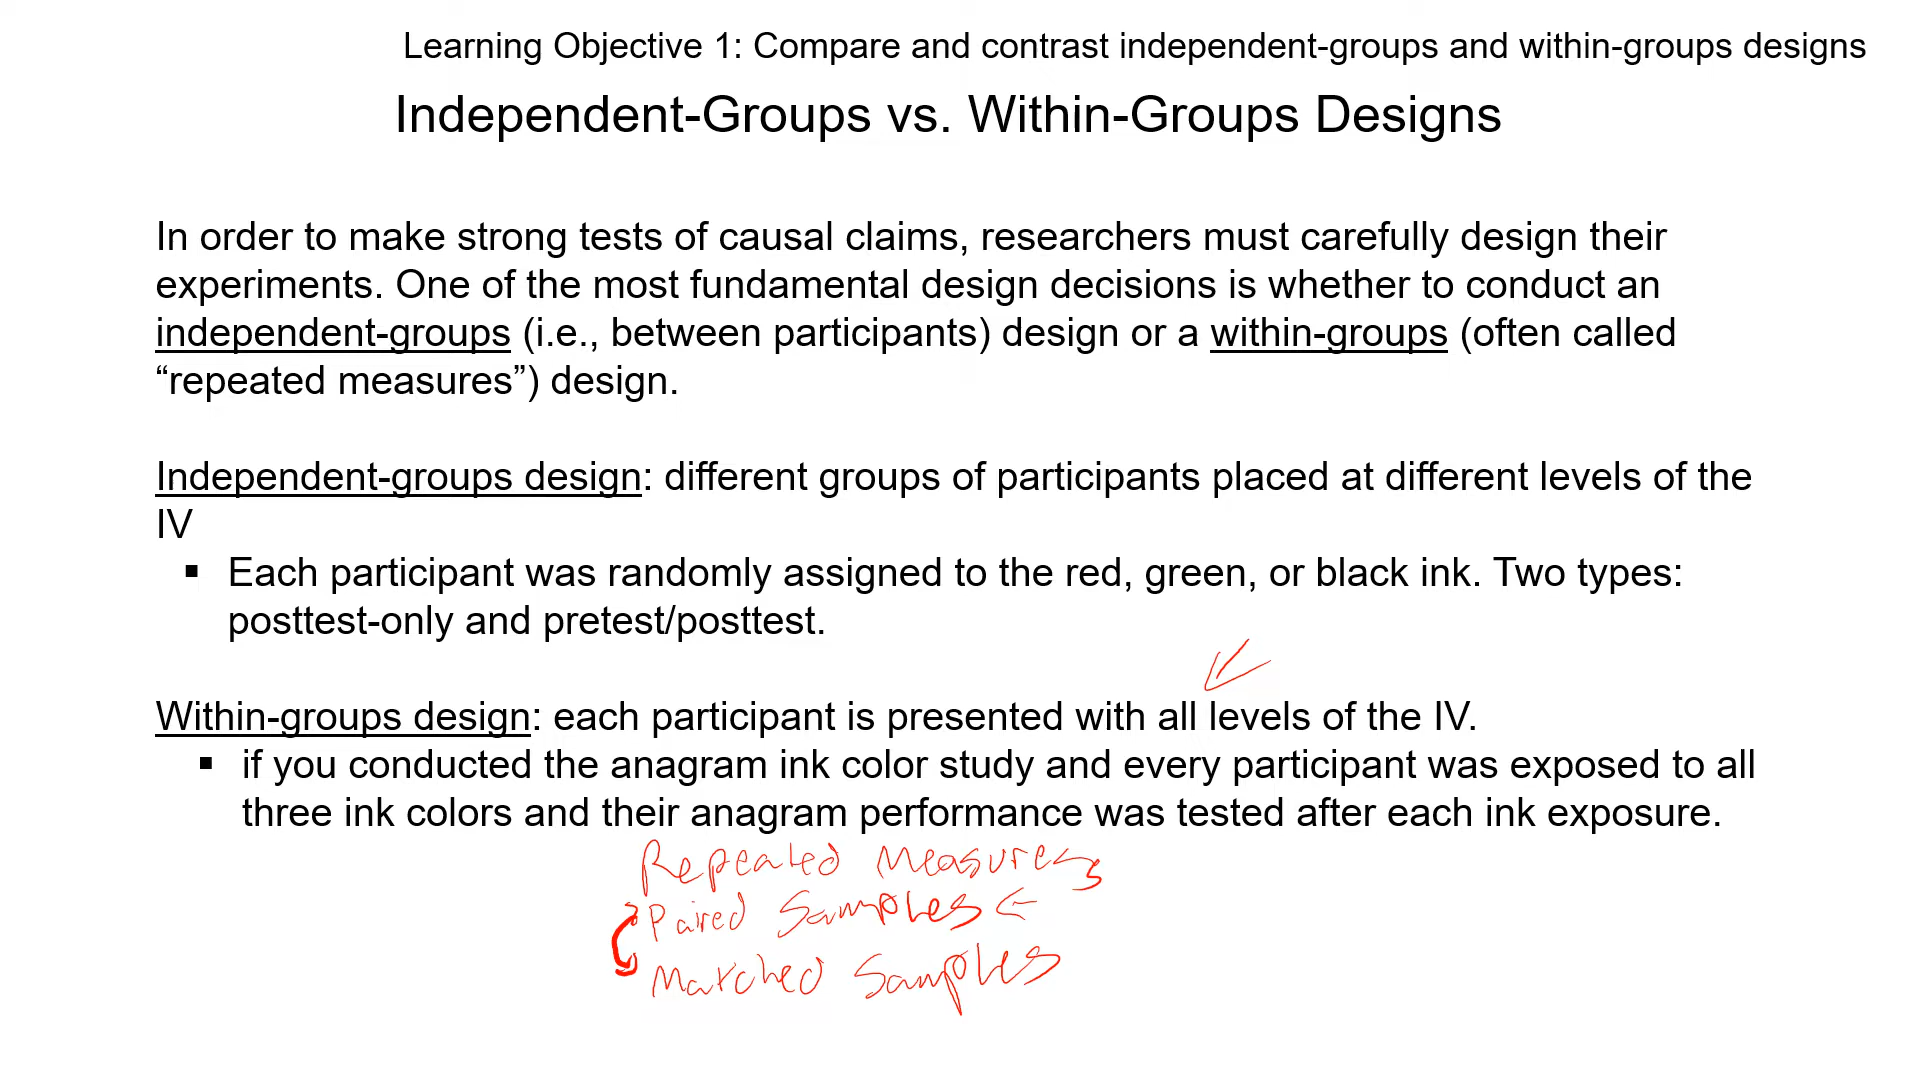 Learning Objective 1: Compare and contrast independent-groups and within-groups designs
Independent-Groups vs. Within-Groups Designs
In order to make strong tests of causal claims, researchers must carefully design their
experiments. One of the most fundamental design decisions is whether to conduct an
independent-groups (i.e., between participants) design or a within-groups (often called
“repeated measures”) design.
Independent-groups design: different groups of participants placed at different levels of the
IV
▪ Each participant was randomly assigned to the red, green, or black ink. Two types:
posttest-only and pretest/posttest.
Within-groups design: each participant is presented with all levels of the IV.
▪ if you conducted the anagram ink color study and every participant was exposed to all
three ink colors and their anagram performance was tested after each ink exposure.
Repeated Measures
Paired Samples
Matched Samples